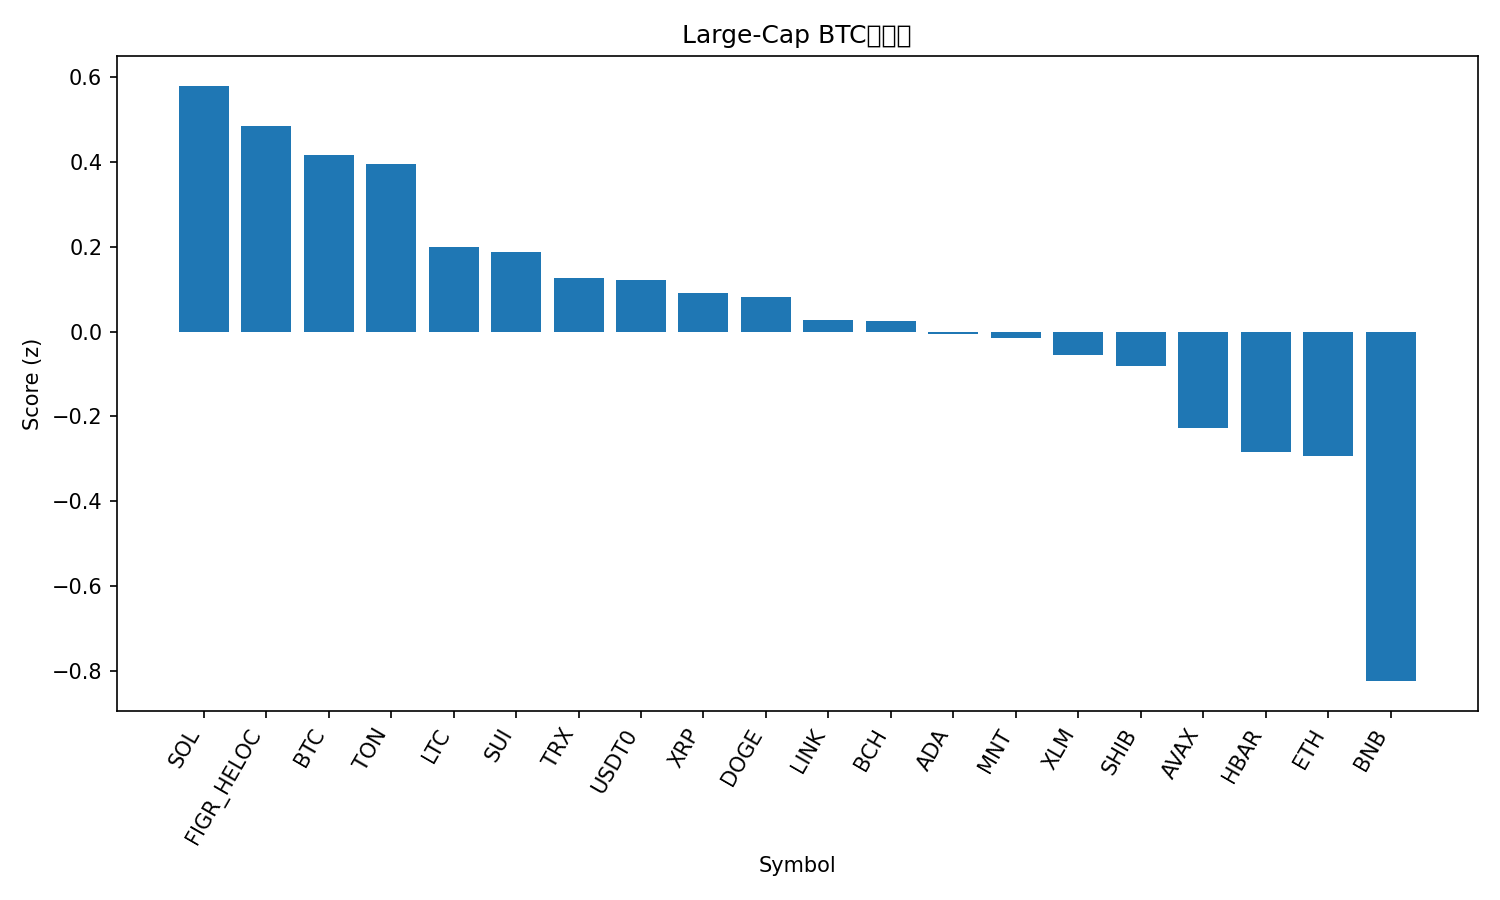 Large-Cap BTC
0.6
0.4
0.2
0.0
−0.2
−0.4
−0.6
−0.8
Score (z)
SOL
FIGR_HELOC
BTC
TON
LTC
SUI
TRX
USDT0
XRP
DOGE
LINK
BCH
ADA
MNT
XLM
SHIB
AVAX
HBAR
ETH
BNB
Symbol